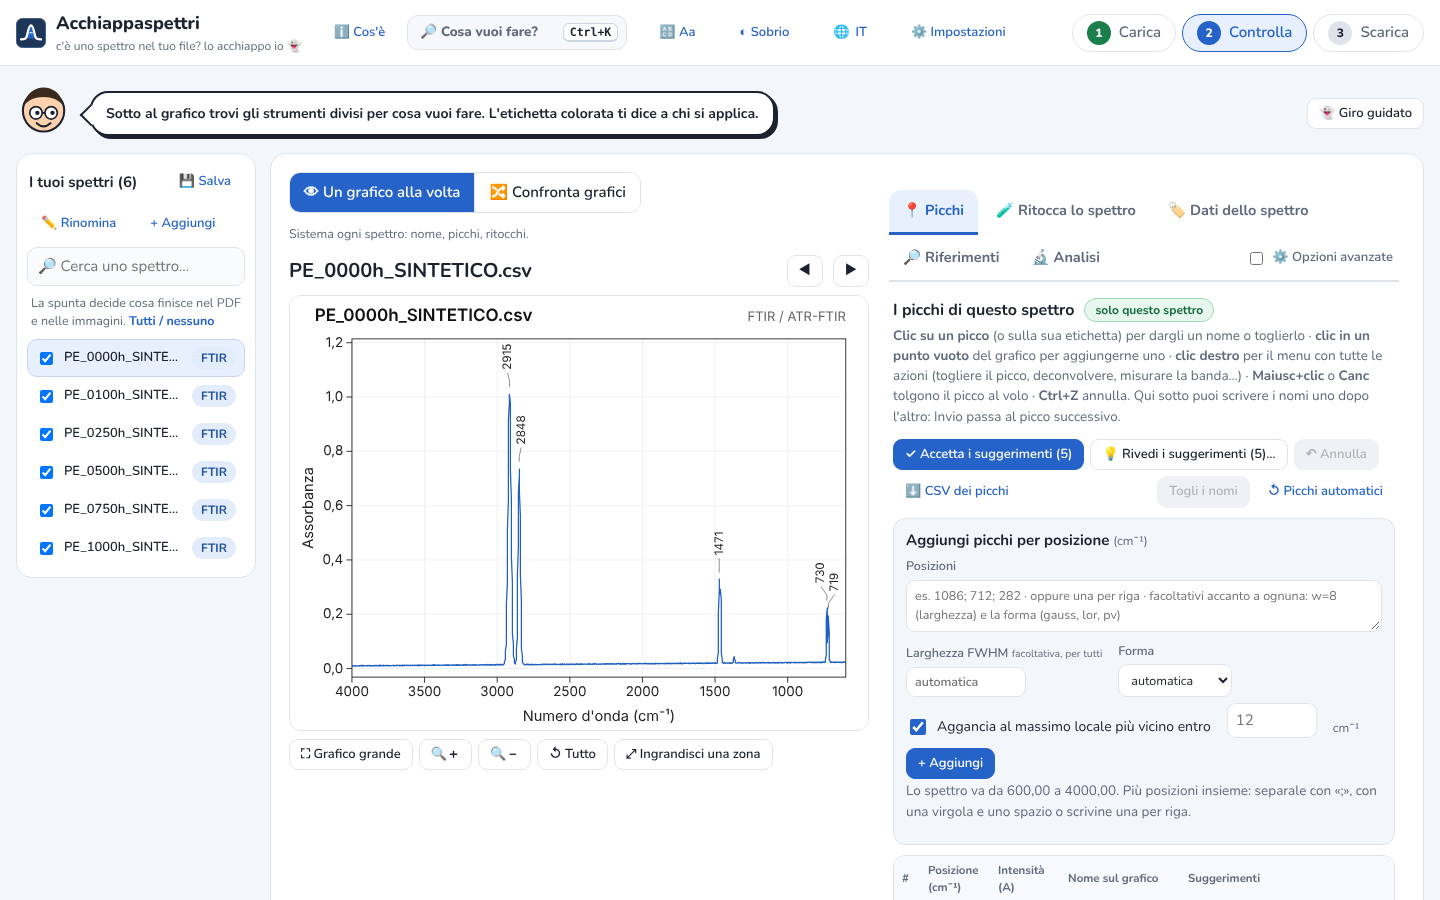 Acchiappaspettri
c'è uno spettro nel tuo file? lo acchiappo io 👻
ℹ️ Cos'è
🔎 Cosa vuoi fare? Ctrl+K
🔠 Aa
Sobrio
🌐 IT
⚙️ Impostazioni
1 Carica
2 Controlla
3 Scarica
Sotto al grafico trovi gli strumenti divisi per cosa vuoi fare. L'etichetta colorata ti dice a chi si applica.
👻 Giro guidato
I tuoi spettri (6)
💾 Salva
✏️ Rinomina
+ Aggiungi
🔎 Cerca uno spettro...
La spunta decide cosa finisce nel PDF
e nelle immagini. Tutti / nessuno
PE_0000h_SINTE... FTIR
PE_0100h_SINTE... FTIR
PE_0250h_SINTE... FTIR
PE_0500h_SINTE... FTIR
PE_0750h_SINTE... FTIR
PE_1000h_SINTE... FTIR
👁 Un grafico alla volta
🔀 Confronta grafici
Sistema ogni spettro: nome, picchi, ritocchi.
PE_0000h_SINTETICO.csv
◀ ▶
PE_0000h_SINTETICO.csv
FTIR / ATR-FTIR
1,2
1,0
0,8
0,6
0,4
0,2
0,0
Assorbanza
2915
2848
1471
730
719
4000 3500 3000 2500 2000 1500 1000
Numero d'onda (cm⁻¹)
⛶ Grafico grande
🔍 +
🔍 −
↺ Tutto
⤢ Ingrandisci una zona
📍 Picchi
🧪 Ritocca lo spettro
🏷️ Dati dello spettro
🔎 Riferimenti
🔬 Analisi
⚙️ Opzioni avanzate
I picchi di questo spettro solo questo spettro
Clic su un picco (o sulla sua etichetta) per dargli un nome o toglierlo · clic in un
punto vuoto del grafico per aggiungerne uno · clic destro per il menu con tutte le
azioni (togliere il picco, deconvolvere, misurare la banda...) · Maiusc+clic o Canc
tolgono il picco al volo · Ctrl+Z annulla. Qui sotto puoi scrivere i nomi uno dopo
l'altro: Invio passa al picco successivo.
✓ Accetta i suggerimenti (5)
💡 Rivedi i suggerimenti (5)...
↶ Annulla
⬇️ CSV dei picchi
Togli i nomi
↺ Picchi automatici
Aggiungi picchi per posizione (cm⁻¹)
Posizioni
es. 1086; 712; 282 · oppure una per riga · facoltativi accanto a ognuna: w=8
(larghezza) e la forma (gauss, lor, pv)
Larghezza FWHM facoltativa, per tutti
Forma
automatica
automatica
Aggancia al massimo locale più vicino entro 12 cm⁻¹
+ Aggiungi
Lo spettro va da 600,00 a 4000,00. Più posizioni insieme: separale con «;», con
una virgola e uno spazio o scrivine una per riga.
# Posizione (cm⁻¹) Intensità (A) Nome sul grafico Suggerimenti